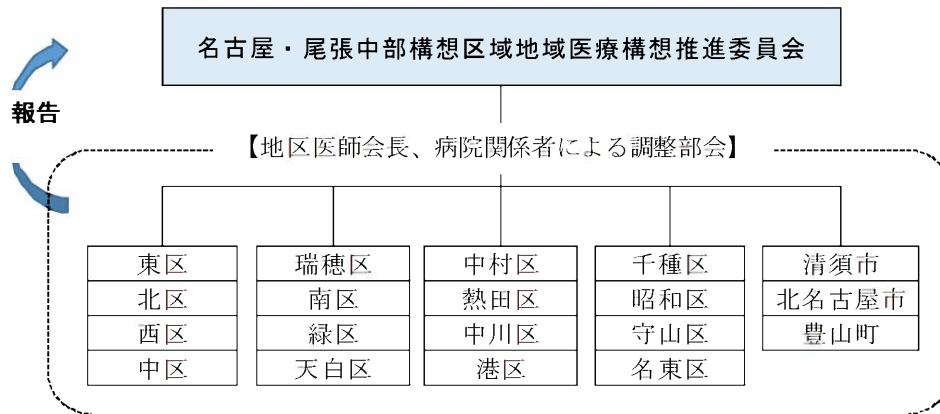 名古屋・尾張中部構想区域地域医療構想推進委員会
報告
【地区医師会長、病院関係者による調整部会】
東区
北区
西区
中区
瑞穂区
南区
緑区
天白区
中村区
熱田区
中川区
港区
千種区
昭和区
守山区
名東区
清須市
北名古屋市
豊山町